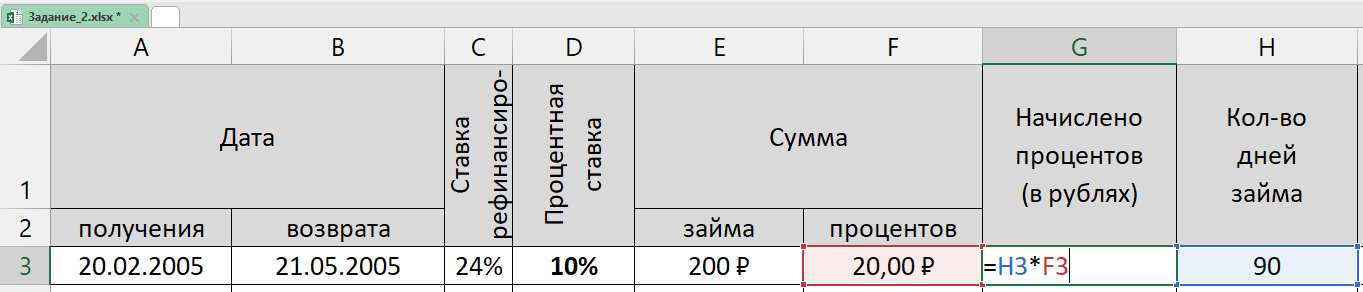 Задание_2.xlsx *
A B C D E F G H
1
Дата
Ставка
рефинансиро-
Процентная
ставка
Сумма
Начислено
процентов
(в рублях)
Кол-во
дней
займа
2
получения возврата займа процентов
3 20.02.2005 21.05.2005 24% 10% 200 ₽ 20,00 ₽ =H3*F3 90